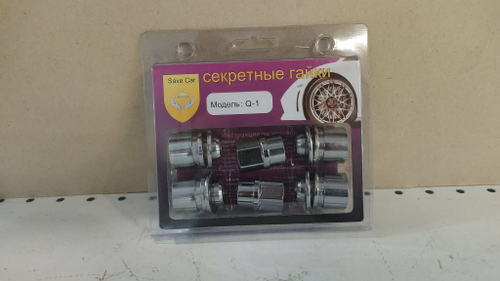 Save Car
секретные гайки
Модель: Q-1